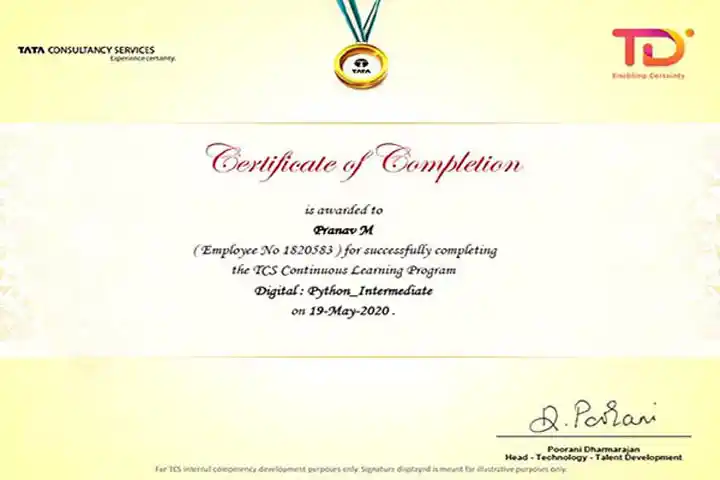 TATA CONSULTANCY SERVICES
Experience certainty.
TATA
TD
Enabling Certainty
Certificate of Completion
is awarded to
Pranav M
( Employee No 1820583 ) for successfully completing
the TCS Continuous Learning Program
Digital : Python_Intermediate
on 19-May-2020 .
R. Poorani
Poorani Dharmarajan
Head - Technology - Talent Development
For TCS internal competency development purposes only. Signature displayed is meant for illustrative purposes only.